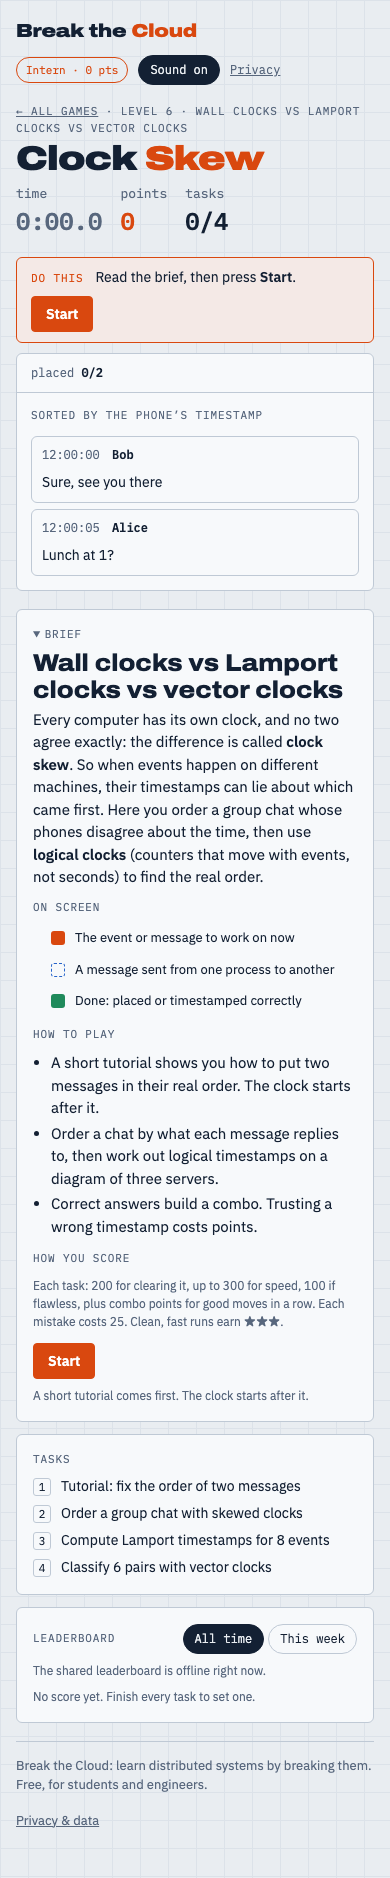 Break the Cloud
Intern · 0 pts
Sound on
Privacy
← ALL GAMES · LEVEL 6 · WALL CLOCKS VS LAMPORT
CLOCKS VS VECTOR CLOCKS
Clock Skew
time points tasks
0:00.0 0 0/4
DO THIS Read the brief, then press Start.
Start
placed 0/2
SORTED BY THE PHONE’S TIMESTAMP
12:00:00 Bob
Sure, see you there
12:00:05 Alice
Lunch at 1?
▼ BRIEF
Wall clocks vs Lamport
clocks vs vector clocks
Every computer has its own clock, and no two
agree exactly: the difference is called clock
skew. So when events happen on different
machines, their timestamps can lie about which
came first. Here you order a group chat whose
phones disagree about the time, then use
logical clocks (counters that move with events,
not seconds) to find the real order.
ON SCREEN
The event or message to work on now
A message sent from one process to another
Done: placed or timestamped correctly
HOW TO PLAY
• A short tutorial shows you how to put two
messages in their real order. The clock starts
after it.
• Order a chat by what each message replies
to, then work out logical timestamps on a
diagram of three servers.
• Correct answers build a combo. Trusting a
wrong timestamp costs points.
HOW YOU SCORE
Each task: 200 for clearing it, up to 300 for speed, 100 if
flawless, plus combo points for good moves in a row. Each
mistake costs 25. Clean, fast runs earn ★★★.
Start
A short tutorial comes first. The clock starts after it.
TASKS
1 Tutorial: fix the order of two messages
2 Order a group chat with skewed clocks
3 Compute Lamport timestamps for 8 events
4 Classify 6 pairs with vector clocks
LEADERBOARD All time This week
The shared leaderboard is offline right now.
No score yet. Finish every task to set one.
Break the Cloud: learn distributed systems by breaking them.
Free, for students and engineers.
Privacy & data